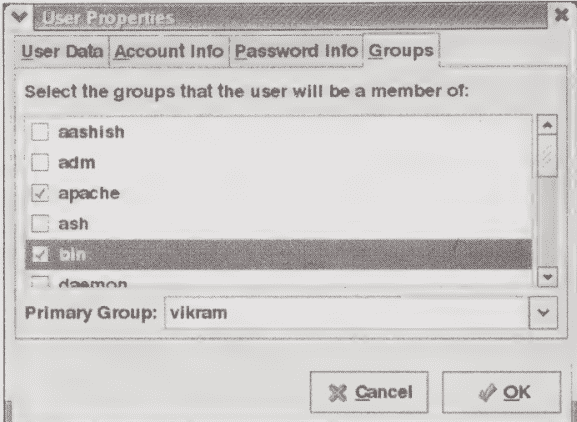 User Properties
User Data Account Info Password Info Groups
Select the groups that the user will be a member of:
aashish
adm
apache
ash
bin
daemon
Primary Group: vikram
Cancel OK